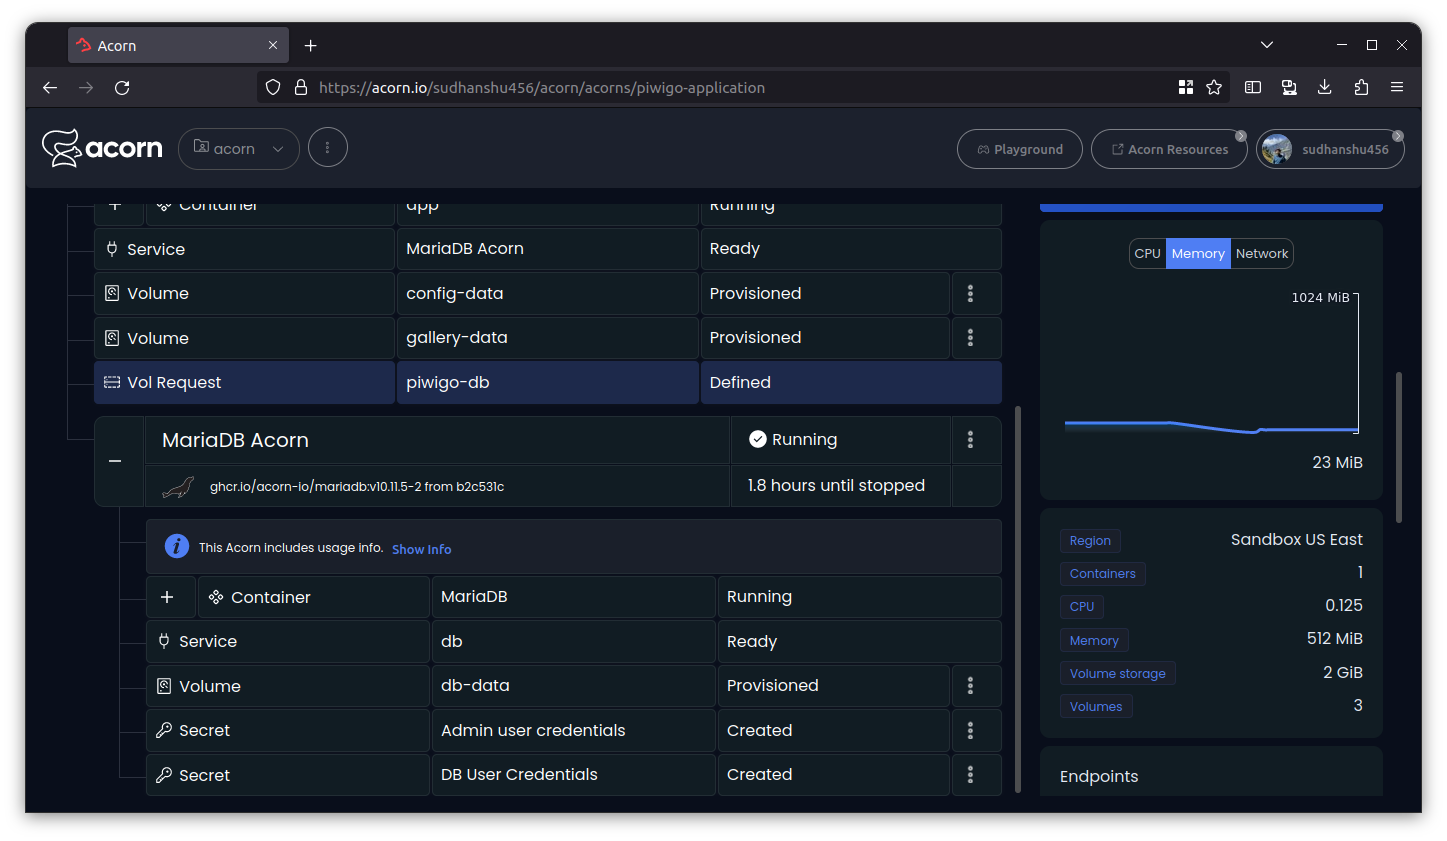 Acorn
https://acorn.io/sudhanshu456/acorn/acorns/piwigo-application
acorn
acorn
Playground
Acorn Resources
sudhanshu456
Container app Running
Service MariaDB Acorn Ready
Volume config-data Provisioned
Volume gallery-data Provisioned
Vol Request piwigo-db Defined
MariaDB Acorn Running
ghcr.io/acorn-io/mariadb:v10.11.5-2 from b2c531c 1.8 hours until stopped
This Acorn includes usage info. Show Info
Container MariaDB Running
Service db Ready
Volume db-data Provisioned
Secret Admin user credentials Created
Secret DB User Credentials Created
CPU Memory Network
1024 MiB
23 MiB
Region Sandbox US East
Containers 1
CPU 0.125
Memory 512 MiB
Volume storage 2 GiB
Volumes 3
Endpoints